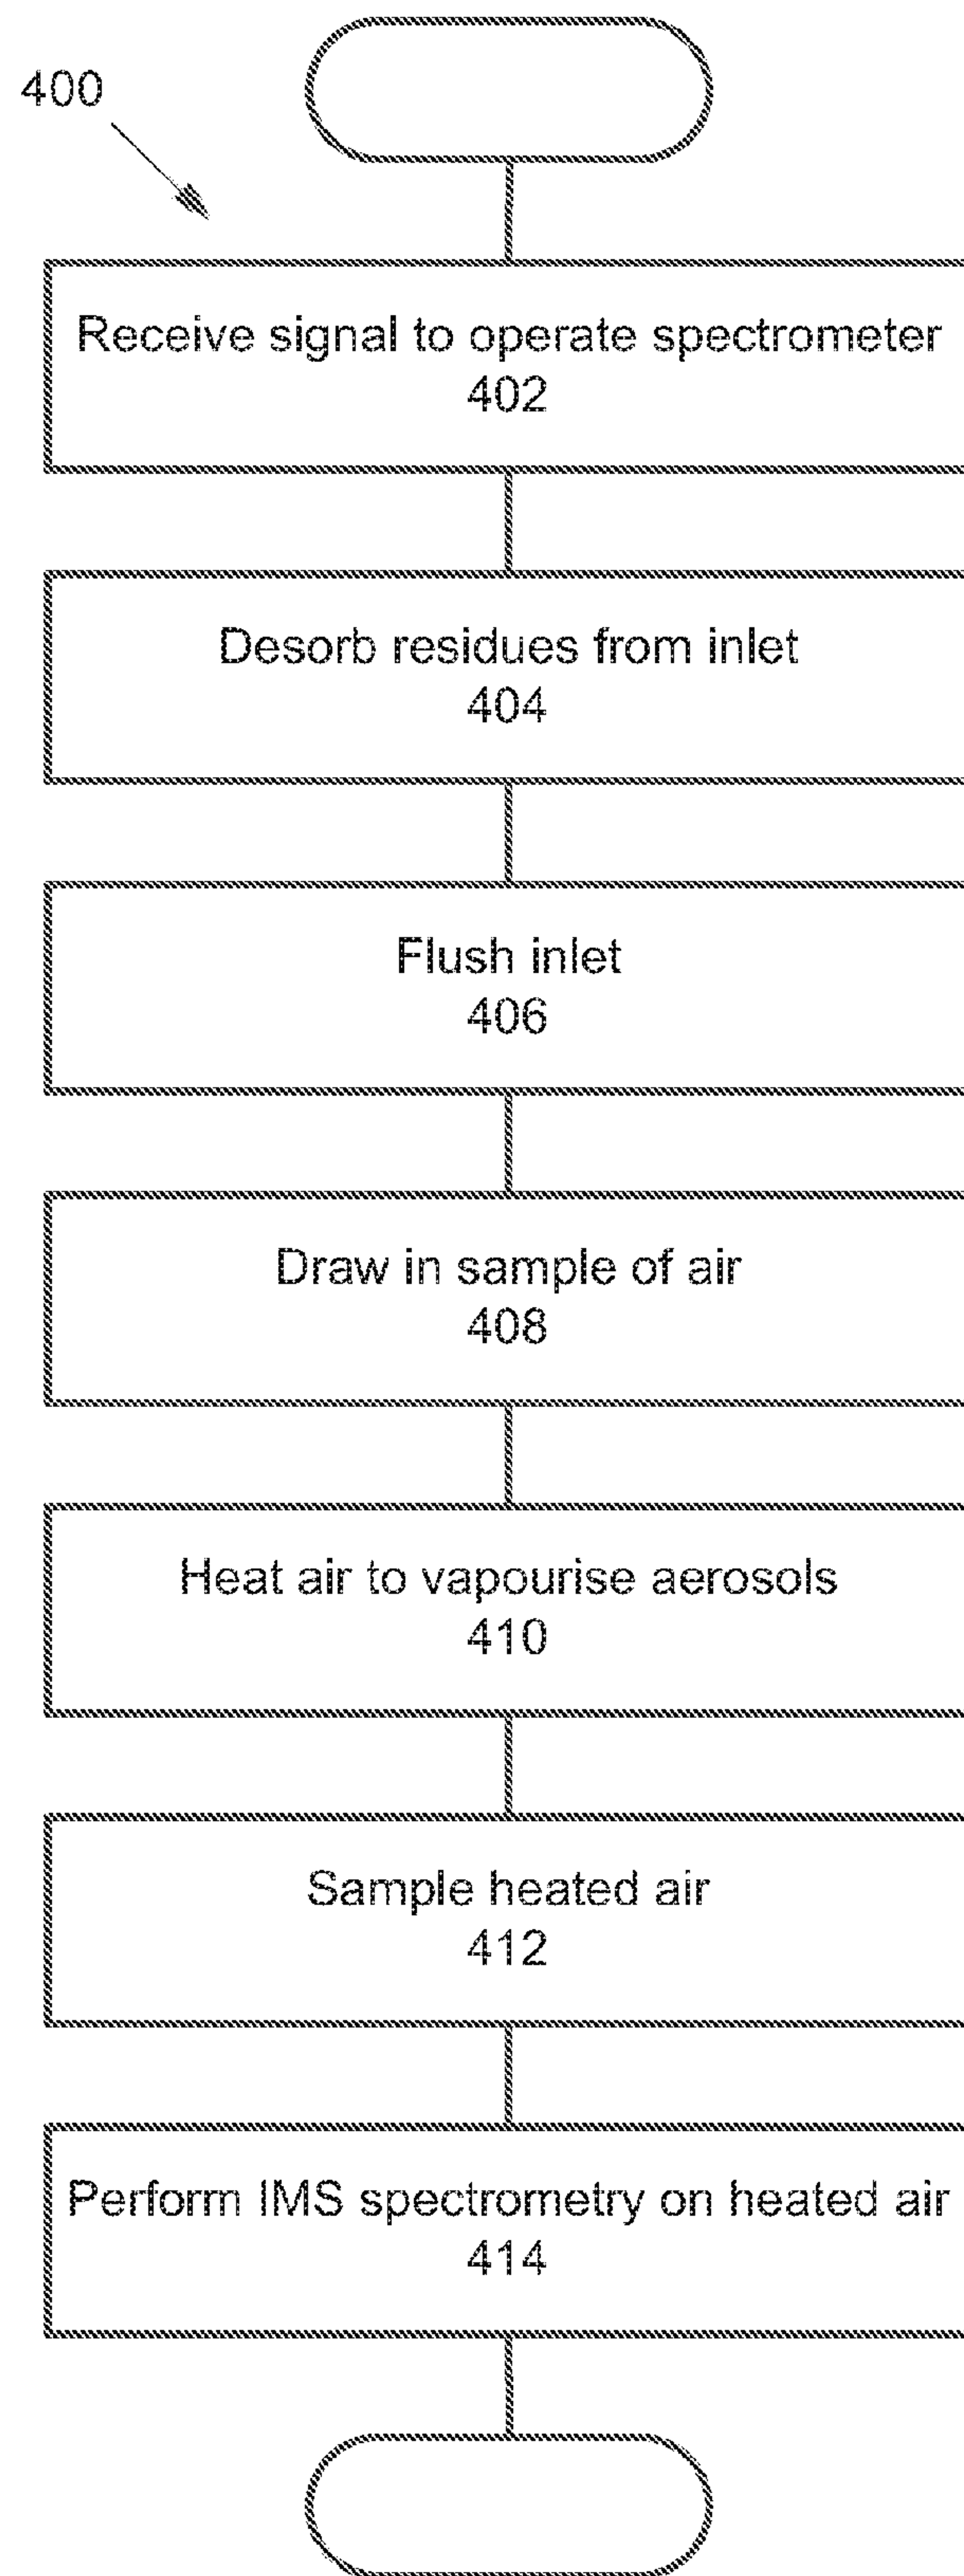 400
Receive signal to operate spectrometer
402
Desorb residues from inlet
404
Flush inlet
406
Draw in sample of air
408
Heat air to vapourise aerosols
410
Sample heated air
412
Perform IMS spectrometry on heated air
414